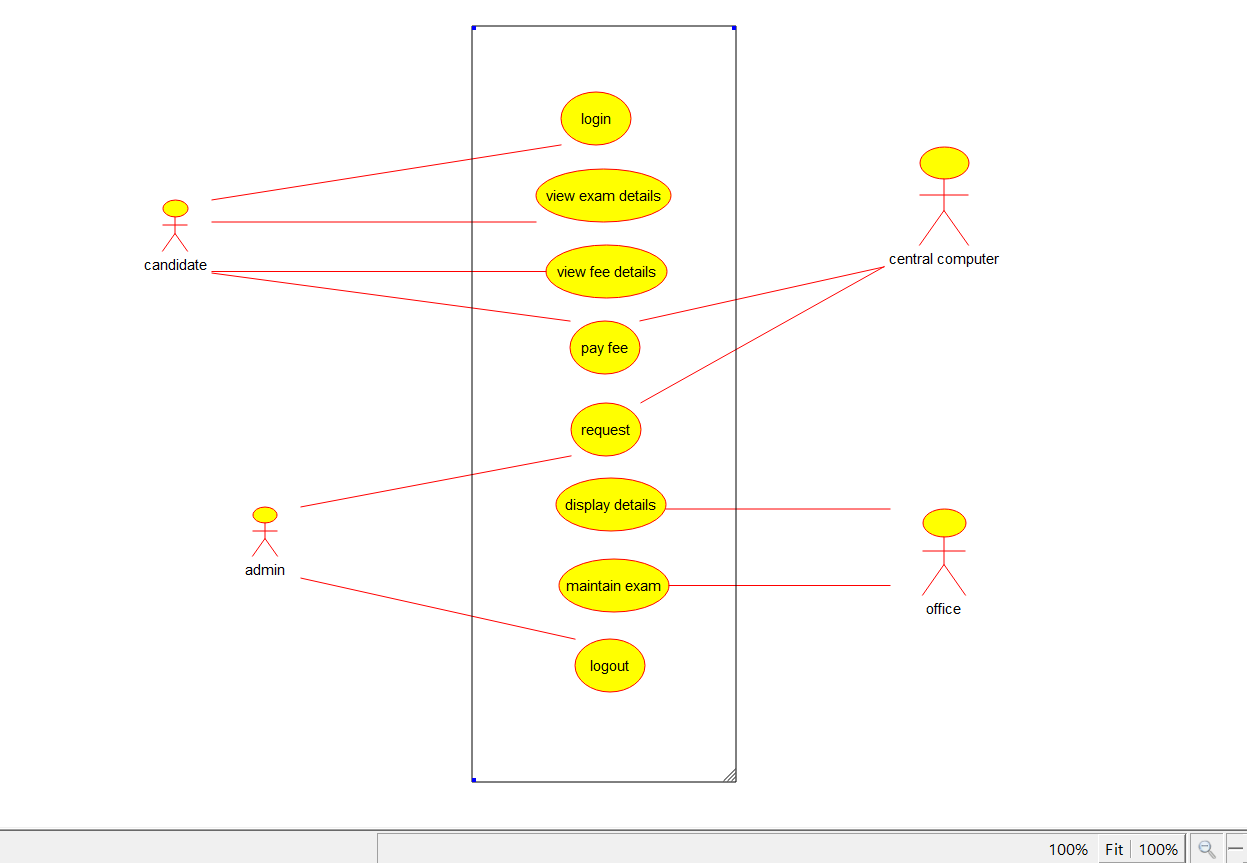 login
view exam details
candidate
central computer
view fee details
pay fee
request
display details
admin
maintain exam
office
logout
100% Fit 100%